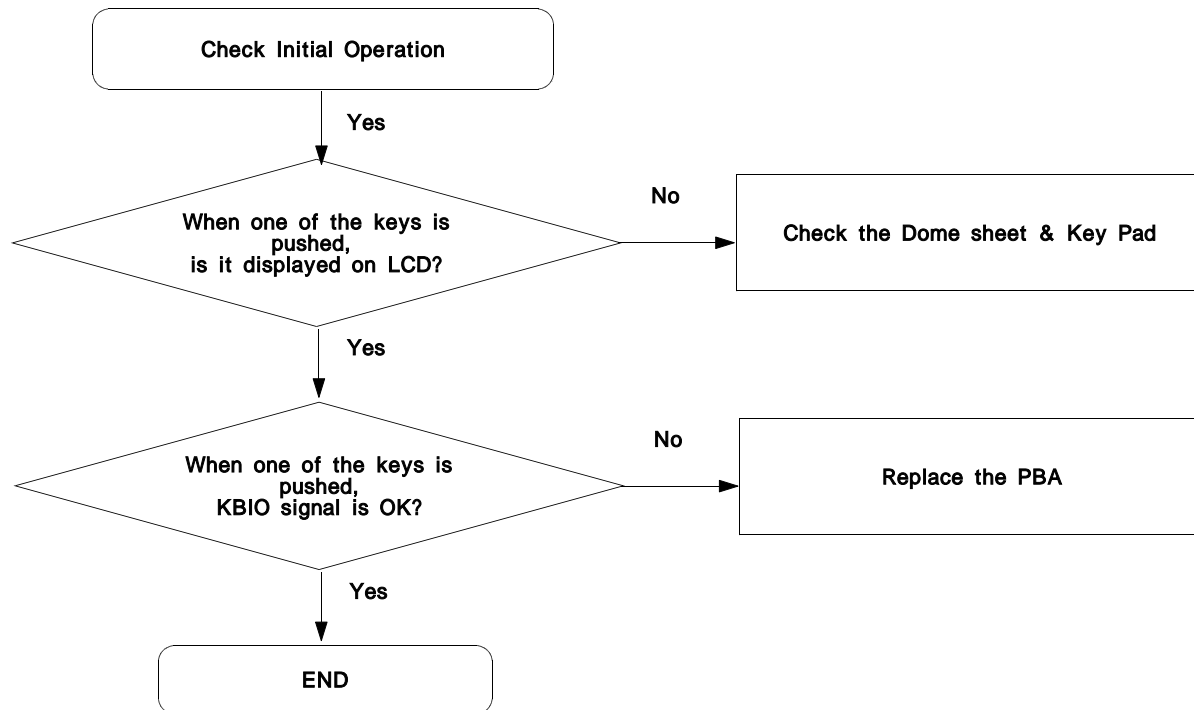 Check Initial Operation
Yes
When one of the keys is
pushed,
is it displayed on LCD?
No
Check the Dome sheet & Key Pad
Yes
When one of the keys is
pushed,
KBIO signal is OK?
No
Replace the PBA
Yes
END